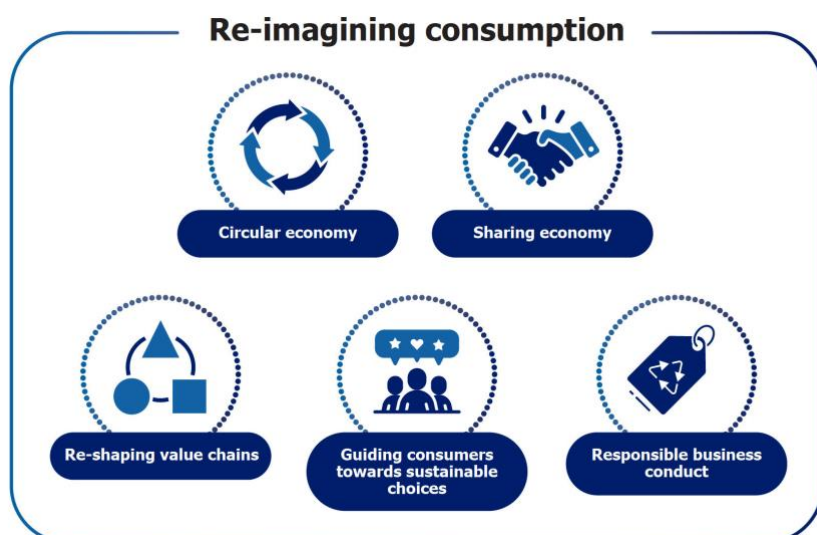 Re-imagining consumption
Circular economy
Sharing economy
Re-shaping value chains
Guiding consumers
towards sustainable
choices
Responsible business
conduct